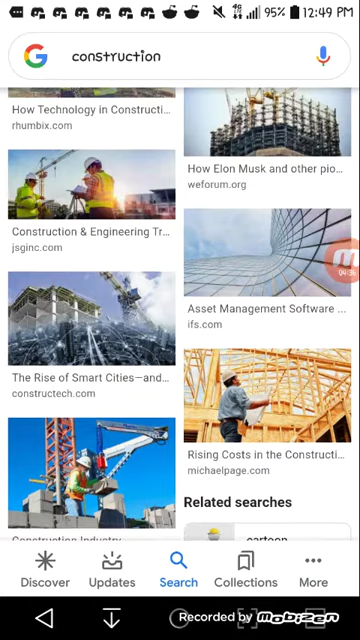 4G
95%
12:49 PM
G
construction
How Technology in Constructi...
rhumbix.com
Construction & Engineering Tr...
jsginc.com
The Rise of Smart Cities—and...
constructech.com
Construction Industry
How Elon Musk and other pio...
weforum.org
04:36
Asset Management Software ...
ifs.com
Rising Costs in the Constructi...
michaelpage.com
Related searches
cartoon
Discover
Updates
Search
Collections
More
Recorded by Mobizen